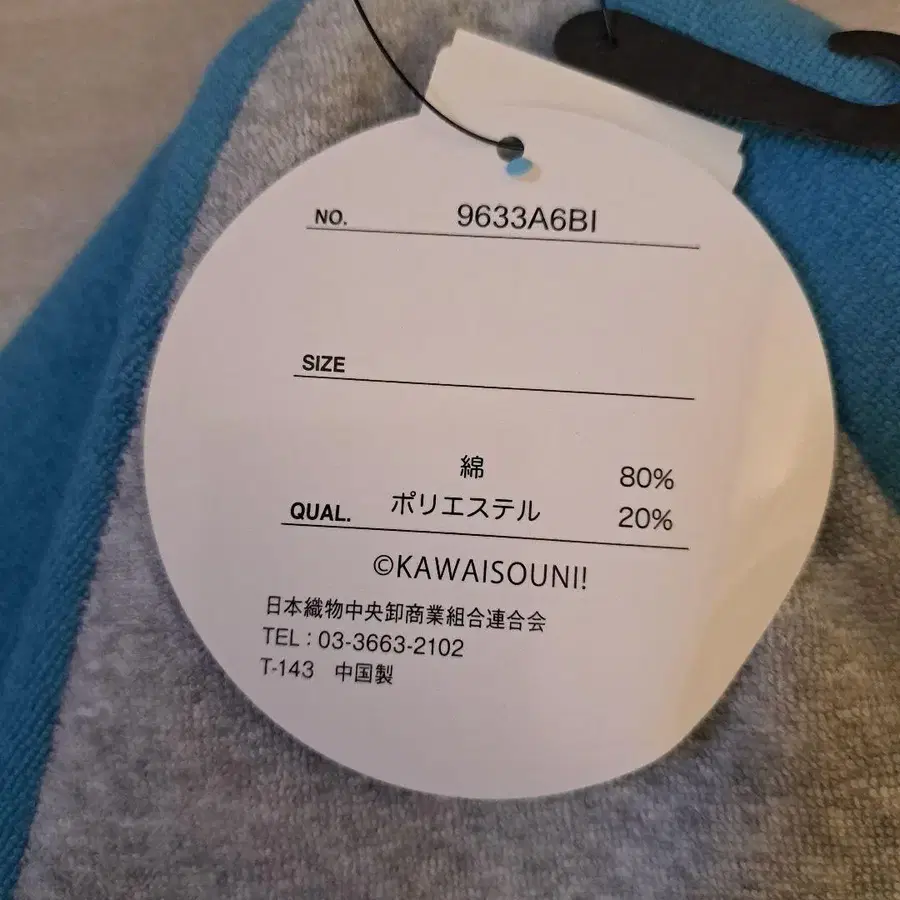 NO. 9633A6BI
SIZE
綿 80%
QUAL. ポリエステル 20%
©KAWAISOUNI!
日本織物中央卸商業組合連合会
TEL : 03-3663-2102
T-143 中国製